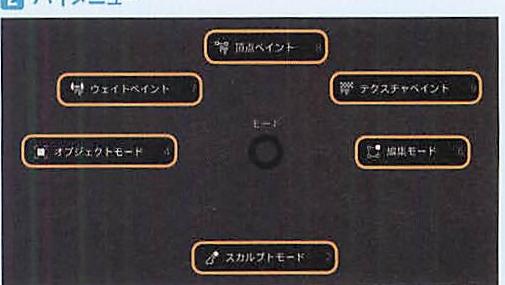 2 パイメニュー
頂点ペイント 8
ウェイトペイント 7
テクスチャペイント 9
モード
オブジェクトモード 4
編集モード 6
スカルプトモード